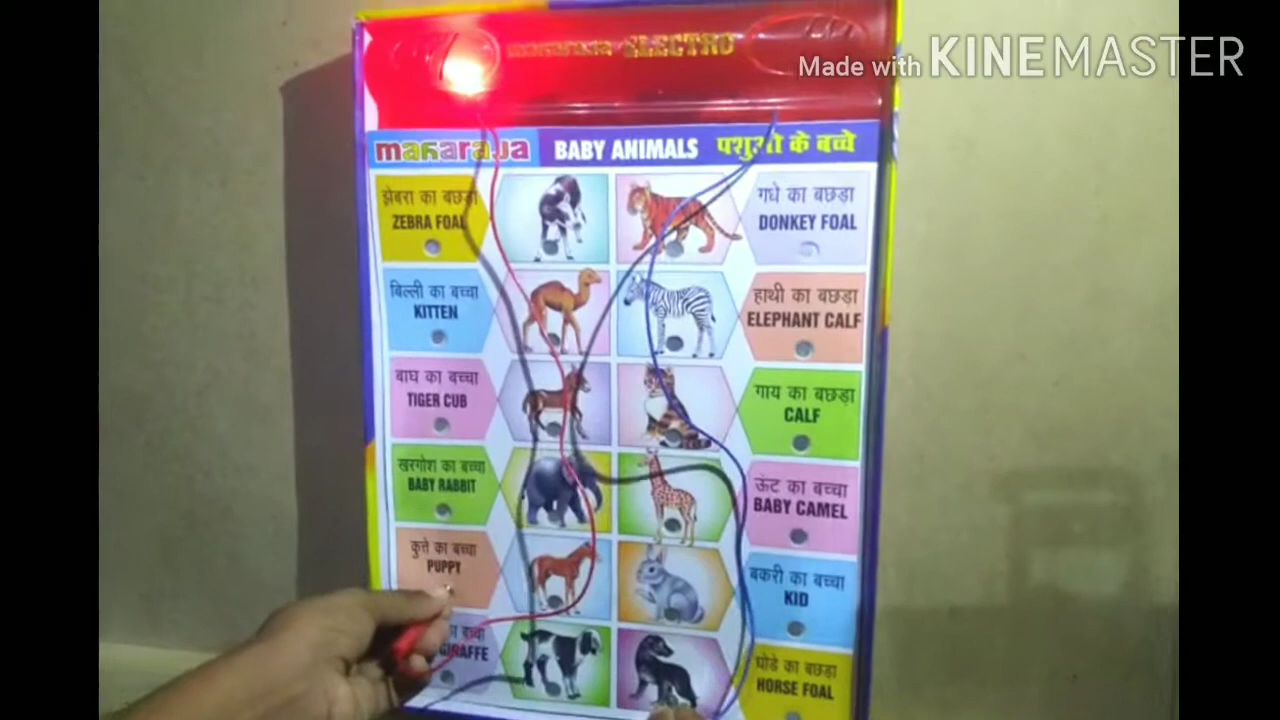 Made with KINEMASTER
ELECTRO
maharaja BABY ANIMALS पशुओ के बच्चे
झेबरा का बछड़ा
ZEBRA FOAL
गधे का बछड़ा
DONKEY FOAL
बिल्ली का बच्चा
KITTEN
हाथी का बछड़ा
ELEPHANT CALF
बाघ का बच्चा
TIGER CUB
गाय का बछड़ा
CALF
खरगोश का बच्चा
BABY RABBIT
ऊंट का बच्चा
BABY CAMEL
कुत्ते का बच्चा
PUPPY
बकरी का बच्चा
KID
बच्चा
GIRAFFE
घोडे का बछड़ा
HORSE FOAL